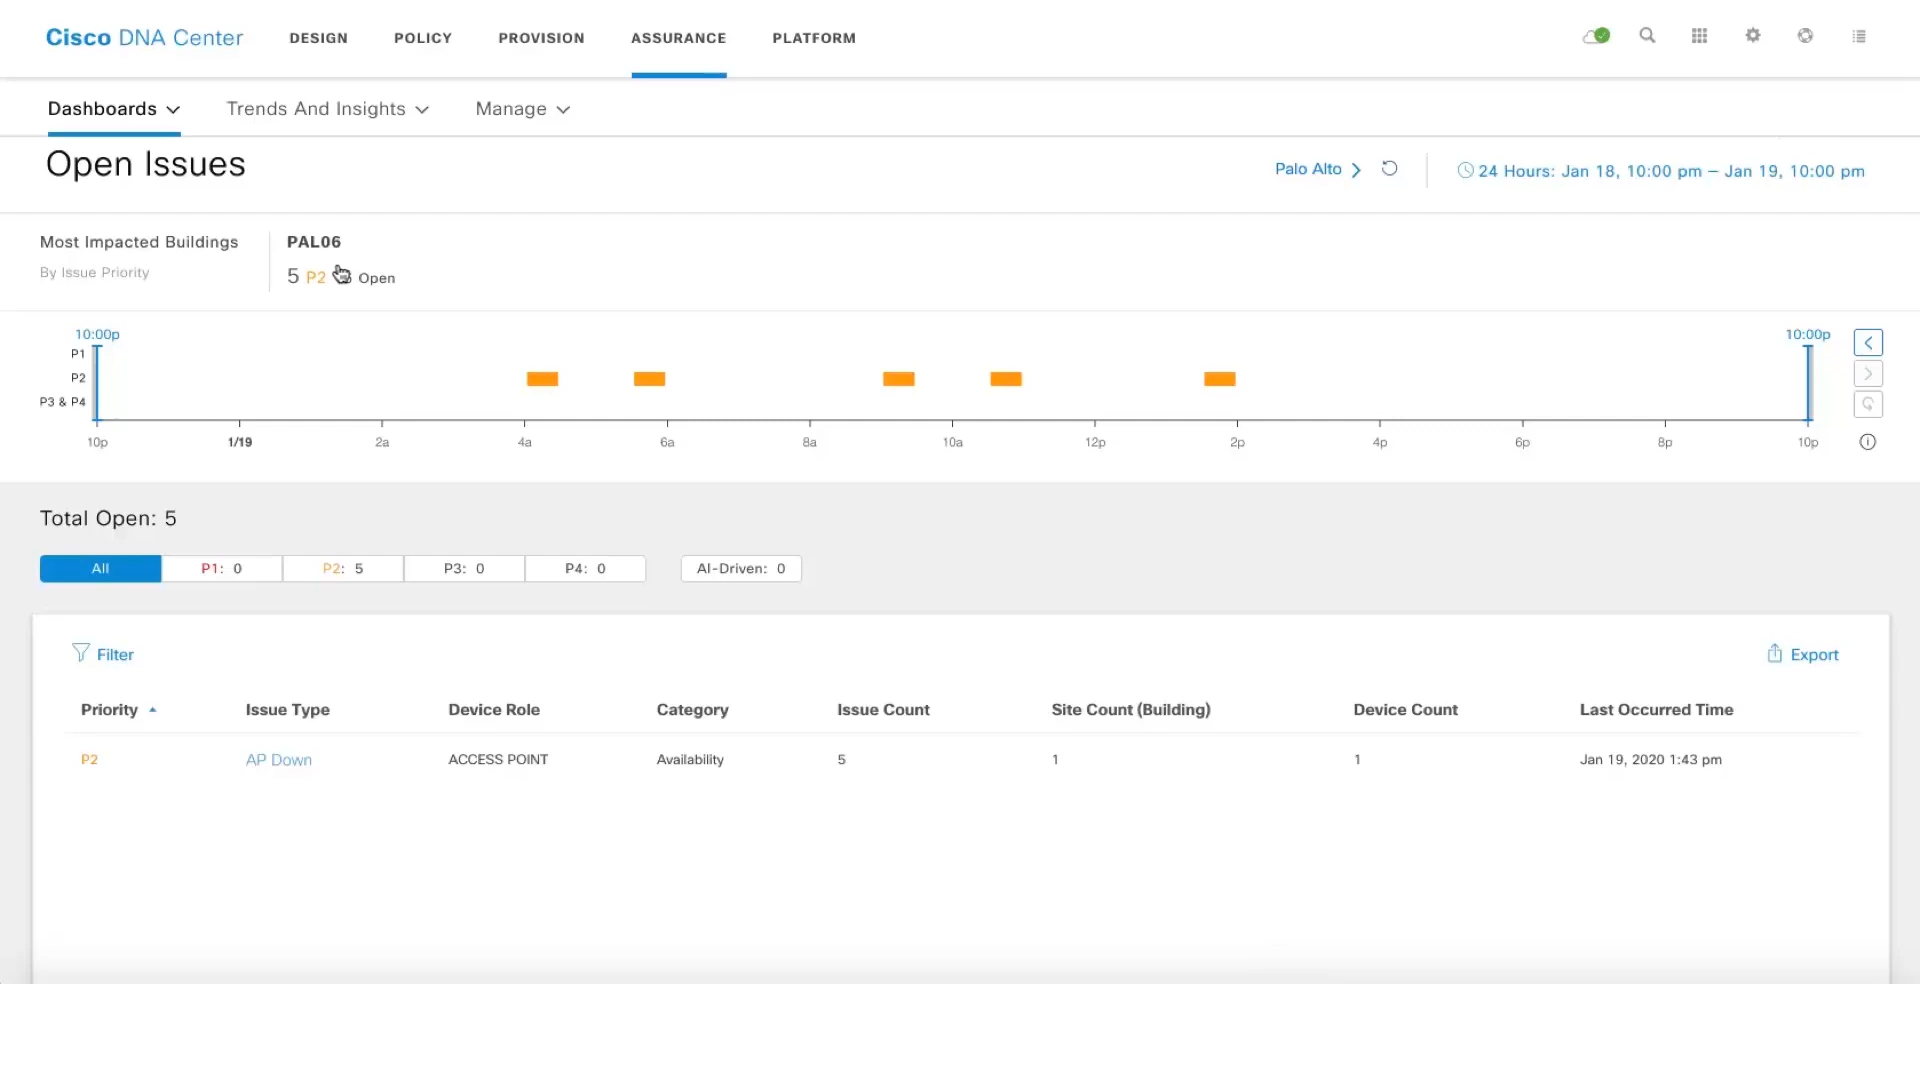 Cisco DNA Center DESIGN POLICY PROVISION ASSURANCE PLATFORM
Dashboards Trends And Insights Manage
Open Issues Palo Alto 24 Hours: Jan 18, 10:00 pm – Jan 19, 10:00 pm
Most Impacted Buildings PAL06
By Issue Priority 5 P2 Open
10:00p 10:00p
P1
P2
P3 & P4
10p 1/19 2a 4a 6a 8a 10a 12p 2p 4p 6p 8p 10p
Total Open: 5
All P1: 0 P2: 5 P3: 0 P4: 0 AI-Driven: 0
Filter Export
Priority Issue Type Device Role Category Issue Count Site Count (Building) Device Count Last Occurred Time
P2 AP Down ACCESS POINT Availability 5 1 1 Jan 19, 2020 1:43 pm